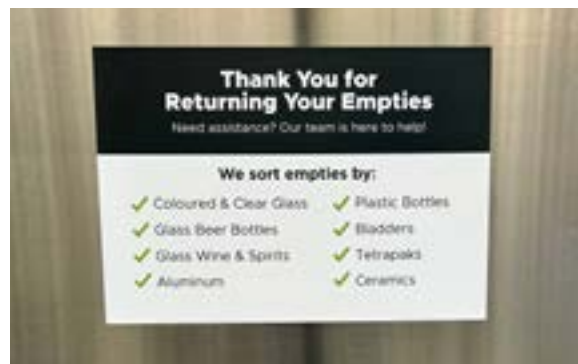 Thank You for
Returning Your Empties
Need assistance? Our team is here to help!
We sort empties by:
Coloured & Clear Glass
Glass Beer Bottles
Glass Wine & Spirits
Aluminum
Plastic Bottles
Bladders
Tetrapaks
Ceramics